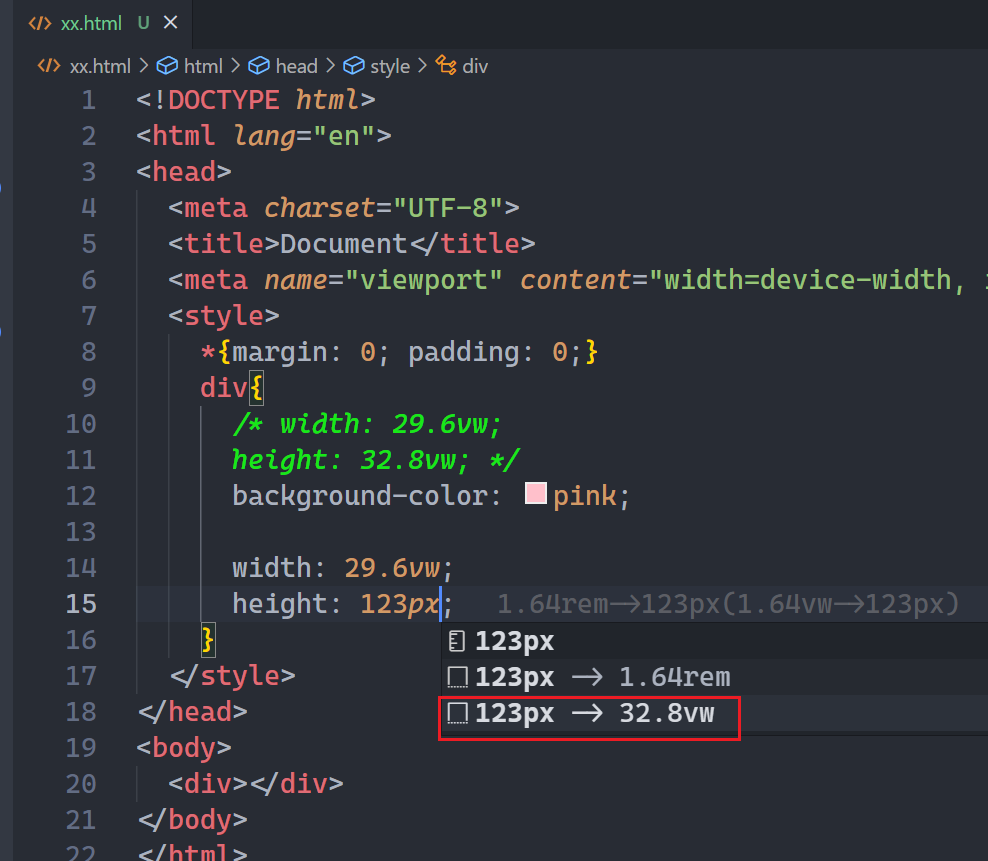 </> xx.html U ×
</> xx.html > html > head > style > div
1 <!DOCTYPE html>
2 <html lang="en">
3 <head>
4   <meta charset="UTF-8">
5   <title>Document</title>
6   <meta name="viewport" content="width=device-width,
7   <style>
8     *{margin: 0; padding: 0;}
9     div{
10       /* width: 29.6vw;
11       height: 32.8vw; */
12       background-color: pink;
13
14       width: 29.6vw;
15       height: 123px; 1.64rem->123px(1.64vw->123px)
16     }
123px
17   </style>
123px -> 1.64rem
18 </head>
123px -> 32.8vw
19 <body>
20   <div></div>
21 </body>
22 </html>